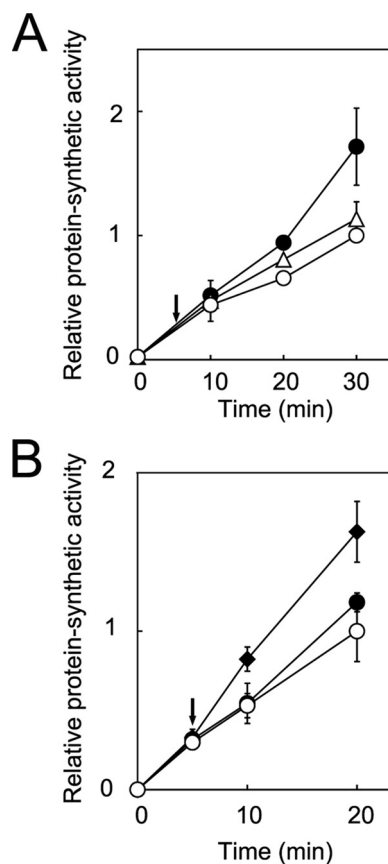 A
Relative protein-synthetic activity
2
1
0
0 10 20 30
Time (min)
B
Relative protein-synthetic activity
2
1
0
0 10 20
Time (min)